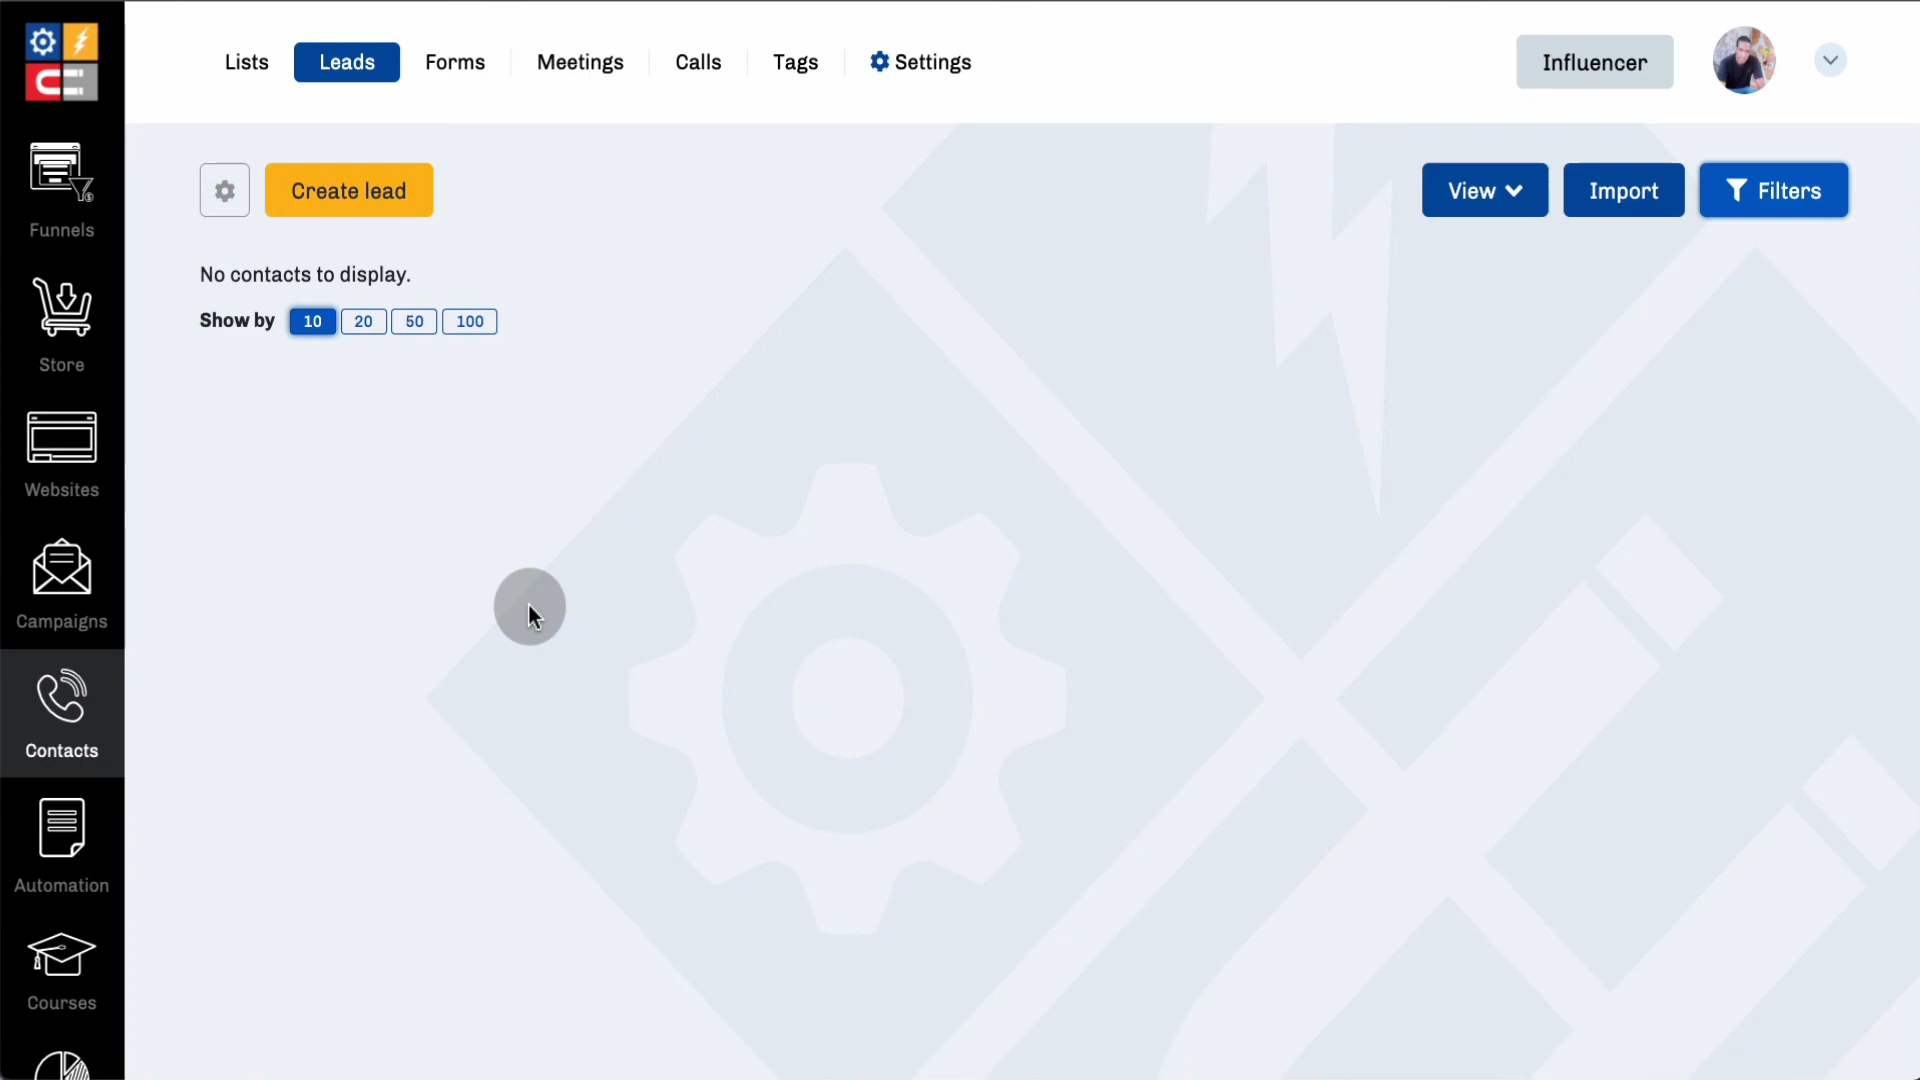 Lists Leads Forms Meetings Calls Tags Settings Influencer
Funnels
Store
Websites
Campaigns
Contacts
Automation
Courses
Create lead View Import Filters
No contacts to display.
Show by 10 20 50 100